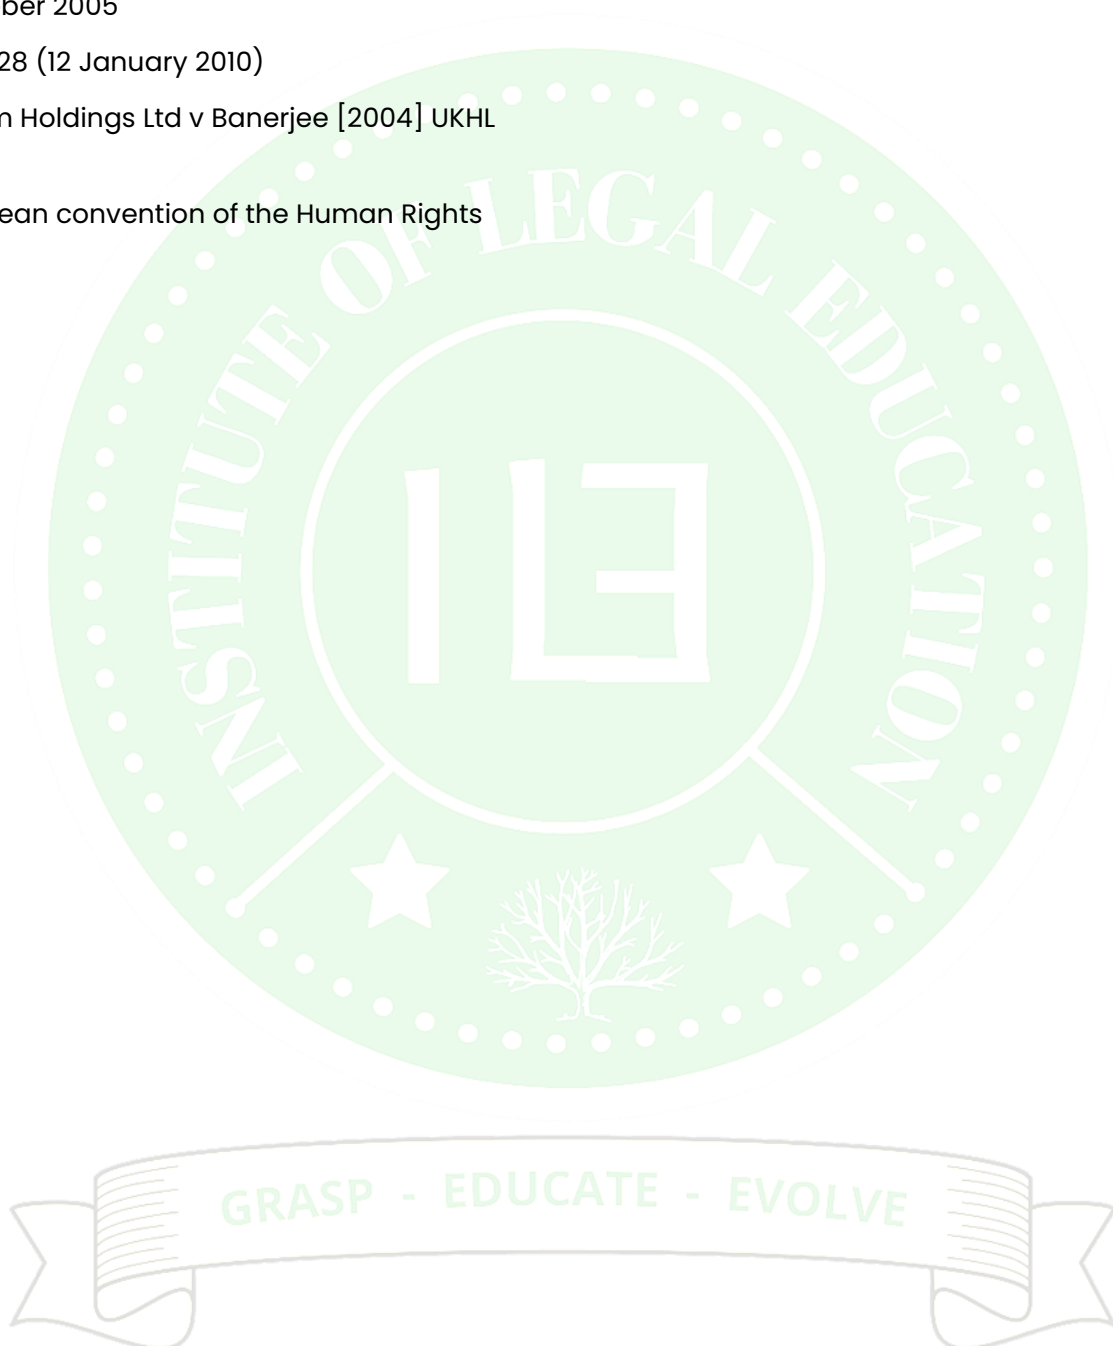 ber 2005
28 (12 January 2010)
m Holdings Ltd v Banerjee [2004] UKHL
ean convention of the Human Rights
INSTITUTE OF LEGAL EDUCATION
ILE
GRASP - EDUCATE - EVOLVE